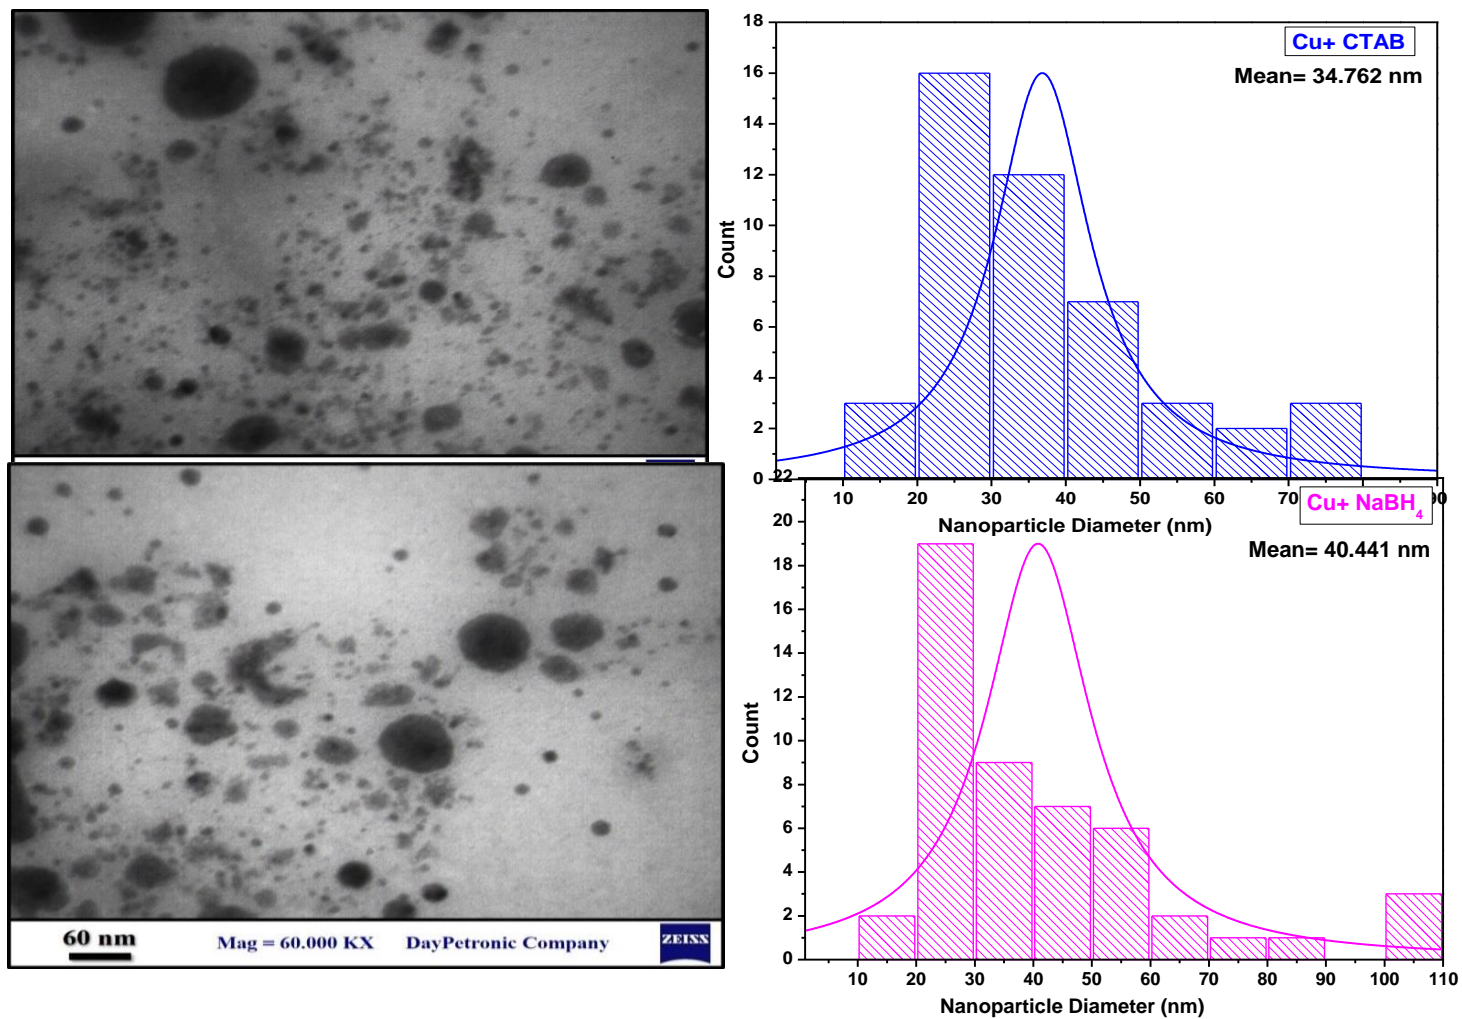 Cu+ CTAB
Mean= 34.762 nm
Count
18
16
14
12
10
8
6
4
2
0
10 20 30 40 50 60 70 90
Nanoparticle Diameter (nm)
Cu+ NaBH4
Mean= 40.441 nm
Count
22
20
18
16
14
12
10
8
6
4
2
0
10 20 30 40 50 60 70 80 90 100 110
Nanoparticle Diameter (nm)
60 nm
Mag = 60.000 KX DayPetronic Company
ZEISS